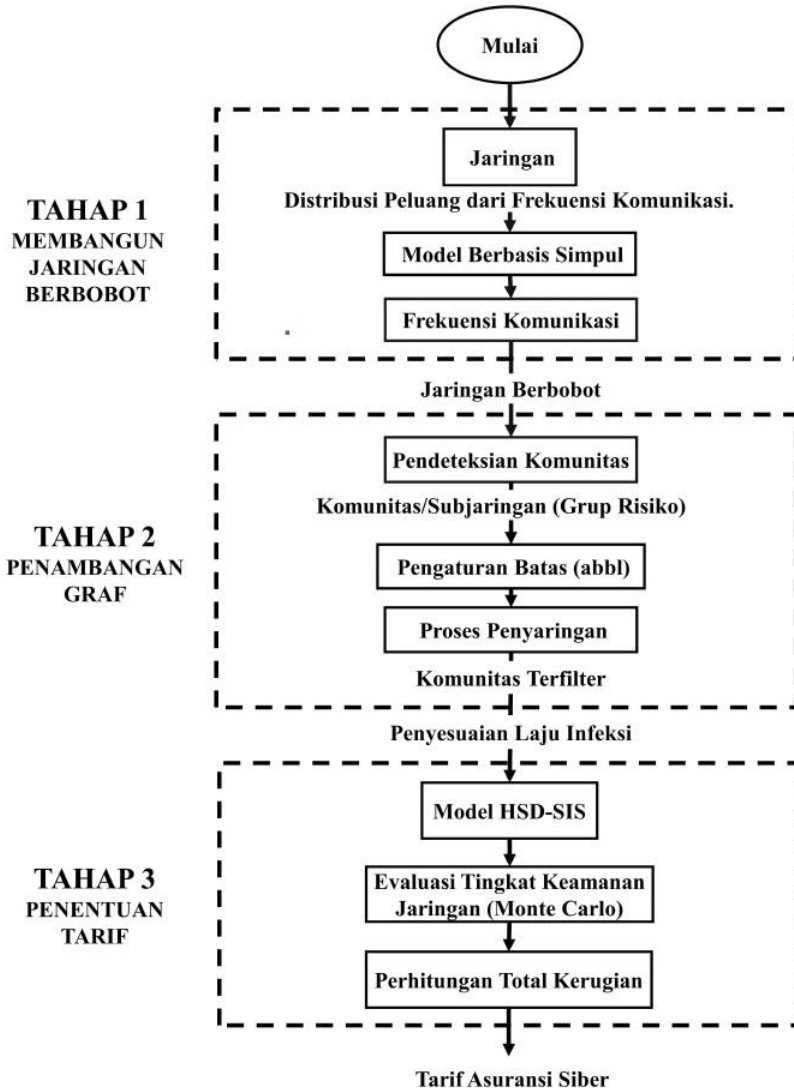 Mulai
TAHAP 1
MEMBANGUN
JARINGAN
BERBOBOT
Jaringan
Distribusi Peluang dari Frekuensi Komunikasi.
Model Berbasis Simpul
Frekuensi Komunikasi
Jaringan Berbobot
TAHAP 2
PENAMBANGAN
GRAF
Pendeteksian Komunitas
Komunitas/Subjaringan (Grup Risiko)
Pengaturan Batas (abbl)
Proses Penyaringan
Komunitas Terfilter
Penyesuaian Laju Infeksi
TAHAP 3
PENENTUAN
TARIF
Model HSD-SIS
Evaluasi Tingkat Keamanan
Jaringan (Monte Carlo)
Perhitungan Total Kerugian
Tarif Asuransi Siber